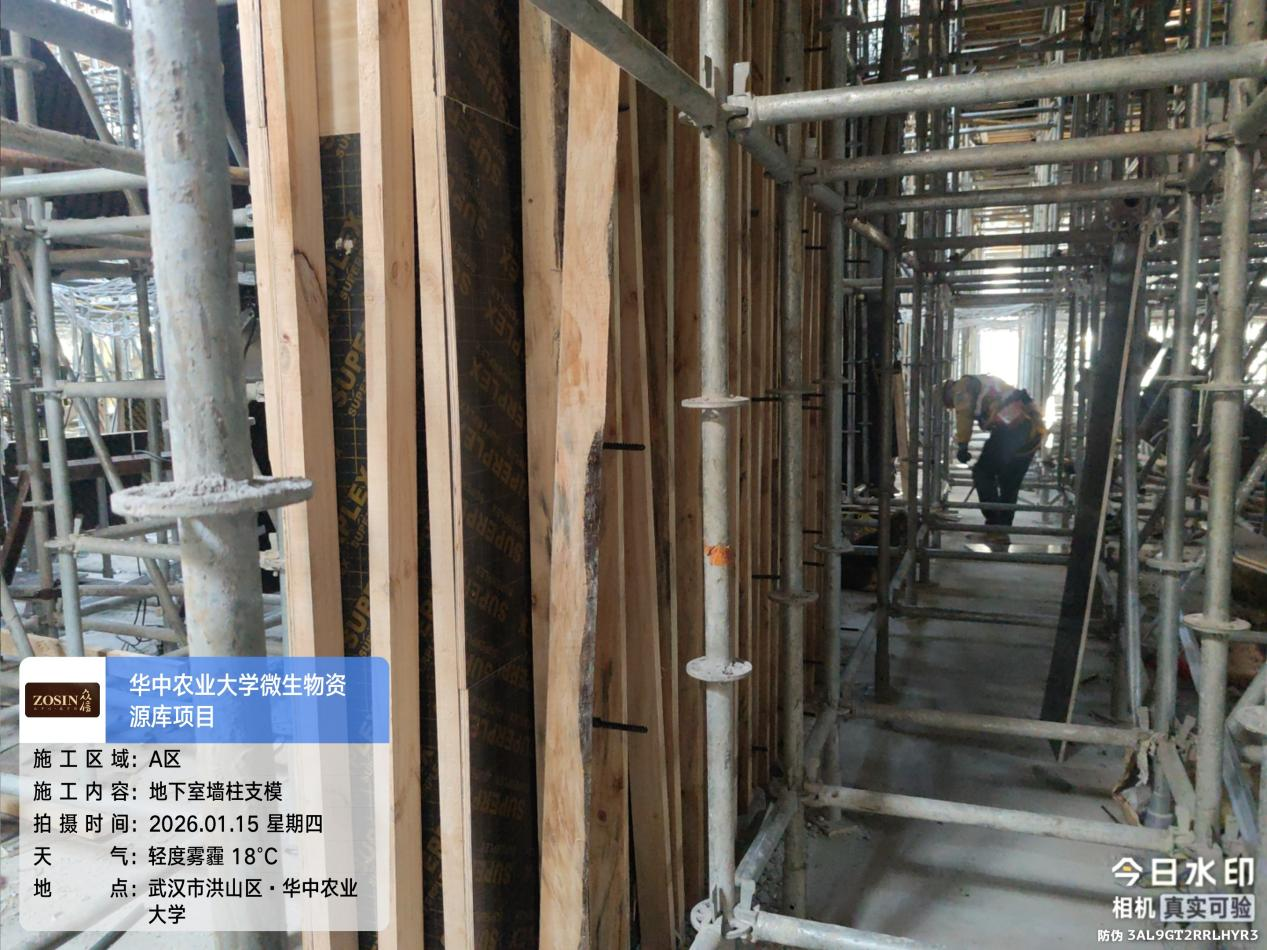 ZOSIN 众信
华中农业大学微生物资
源库项目
施工区域：A区
施工内容：地下室墙柱支模
拍摄时间：2026.01.15 星期四
天气：轻度雾霾 18°C
地点：武汉市洪山区·华中农业
大学
SUPERPLEX
今日水印
相机 真实可验
防伪 3AL9GT2RRLHYR3